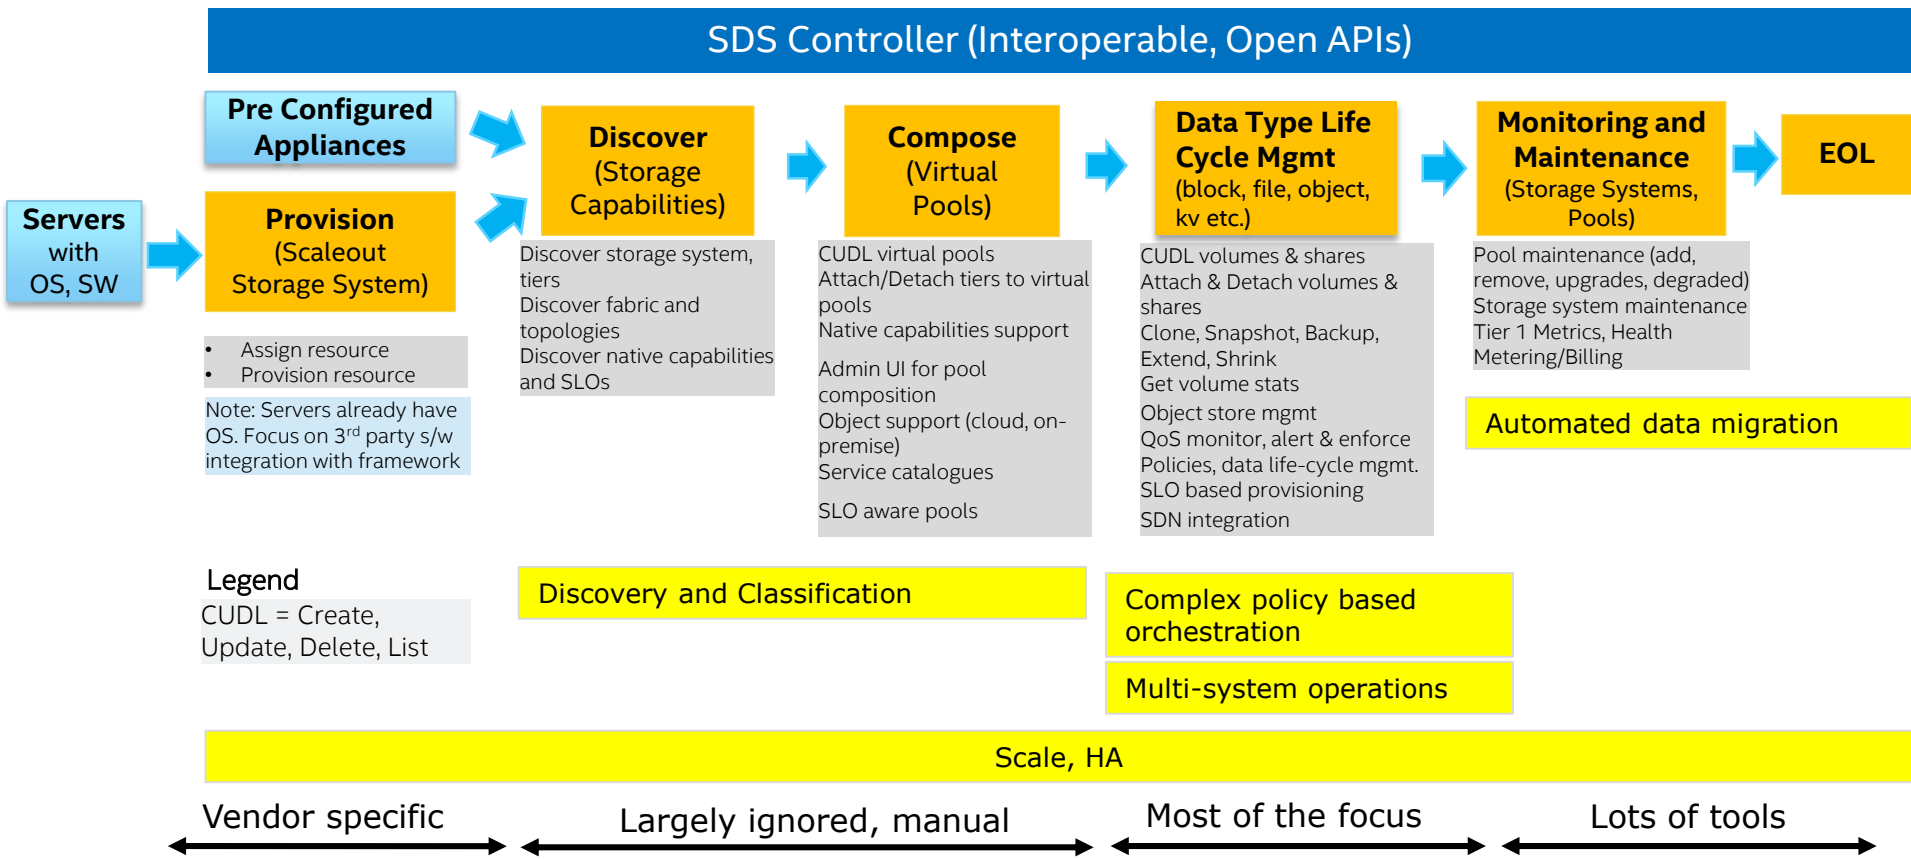 SDS Controller (Interoperable, Open APIs)
Pre Configured
Appliances
Servers
with
OS, SW
Provision
(Scaleout
Storage System)
Discover
(Storage
Capabilities)
Compose
(Virtual
Pools)
Data Type Life
Cycle Mgmt
(block, file, object,
kv etc.)
Monitoring and
Maintenance
(Storage Systems,
Pools)
EOL
• Assign resource
• Provision resource
Note: Servers already have
OS. Focus on 3rd party s/w
integration with framework
Discover storage system,
tiers
Discover fabric and
topologies
Discover native capabilities
and SLOs
CUDL virtual pools
Attach/Detach tiers to virtual
pools
Native capabilities support
Admin UI for pool
composition
Object support (cloud, on-
premise)
Service catalogues
SLO aware pools
CUDL volumes & shares
Attach & Detach volumes &
shares
Clone, Snapshot, Backup,
Extend, Shrink
Get volume stats
Object store mgmt
QoS monitor, alert & enforce
Policies, data life-cycle mgmt.
SLO based provisioning
SDN integration
Pool maintenance (add,
remove, upgrades, degraded)
Storage system maintenance
Tier 1 Metrics, Health
Metering/Billing
Automated data migration
Legend
CUDL = Create,
Update, Delete, List
Discovery and Classification
Complex policy based
orchestration
Multi-system operations
Scale, HA
Vendor specific
Largely ignored, manual
Most of the focus
Lots of tools